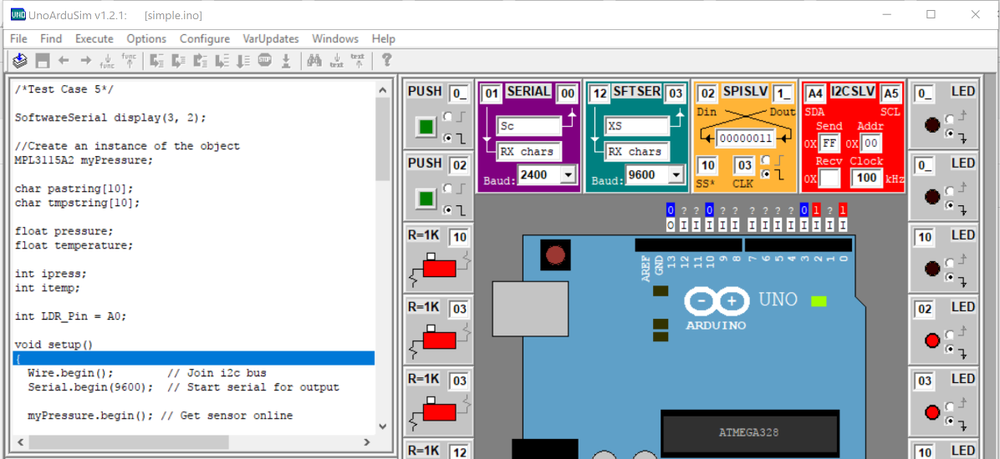 UnoArduSim v1.2.1: [simple.ino]
File Find Execute Options Configure VarUpdates Windows Help
func func STOP text text ?
/*Test Case 5*/
SoftwareSerial display(3, 2);
//Create an instance of the object
MPL3115A2 myPressure;
char pastring[10];
char tmpstring[10];
float pressure;
float temperature;
int ipress;
int itemp;
int LDR_Pin = A0;
void setup()
{
Wire.begin(); // Join i2c bus
Serial.begin(9600); // Start serial for output
myPressure.begin(); // Get sensor online
PUSH 0_
PUSH 02
R=1K 10
R=1K 03
R=1K 03
R=1K 12
01 SERIAL 00
Sc
RX chars
Baud: 2400
12 SFTSER 03
XS
RX chars
Baud: 9600
02 SPISLV 1_
Din Dout
00000011
10 03
SS* CLK
A4 I2CSLV A5
SDA SCL
Send Addr
0X FF 0X 00
Recv Clock
0X 100 kHz
0 ? ? 0 ? ? ? ? ? ? 0 1 ? 1
O I I I I I I I I I I I I I
AREF GND 13 12 11 10 9 8 7 6 5 4 3 2 1 0
UNO
ARDUINO
ATMEGA328
0_ LED
0_ LED
10 LED
02 LED
03 LED
10 LED